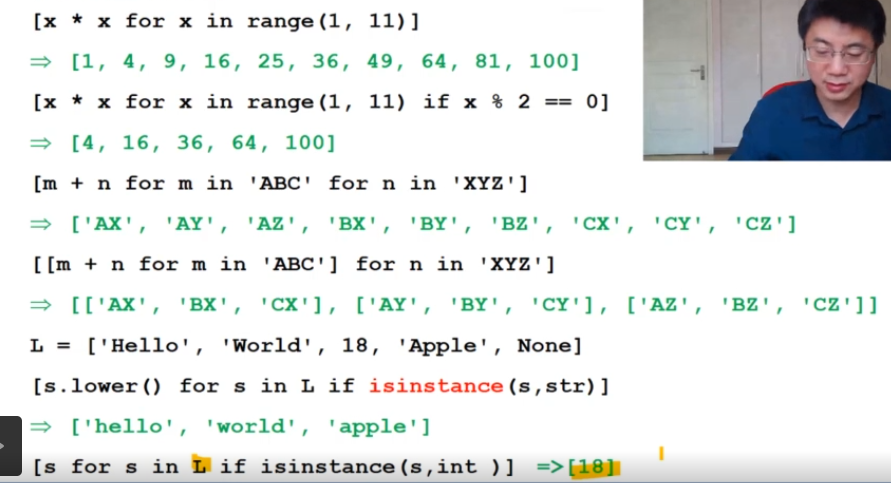 [x * x for x in range(1, 11)]
⇒ [1, 4, 9, 16, 25, 36, 49, 64, 81, 100]
[x * x for x in range(1, 11) if x % 2 == 0]
⇒ [4, 16, 36, 64, 100]
[m + n for m in 'ABC' for n in 'XYZ']
⇒ ['AX', 'AY', 'AZ', 'BX', 'BY', 'BZ', 'CX', 'CY', 'CZ']
[[m + n for m in 'ABC'] for n in 'XYZ']
⇒ [['AX', 'BX', 'CX'], ['AY', 'BY', 'CY'], ['AZ', 'BZ', 'CZ']]
L = ['Hello', 'World', 18, 'Apple', None]
[s.lower() for s in L if isinstance(s,str)]
⇒ ['hello', 'world', 'apple']
[s for s in L if isinstance(s,int )] =>[18]